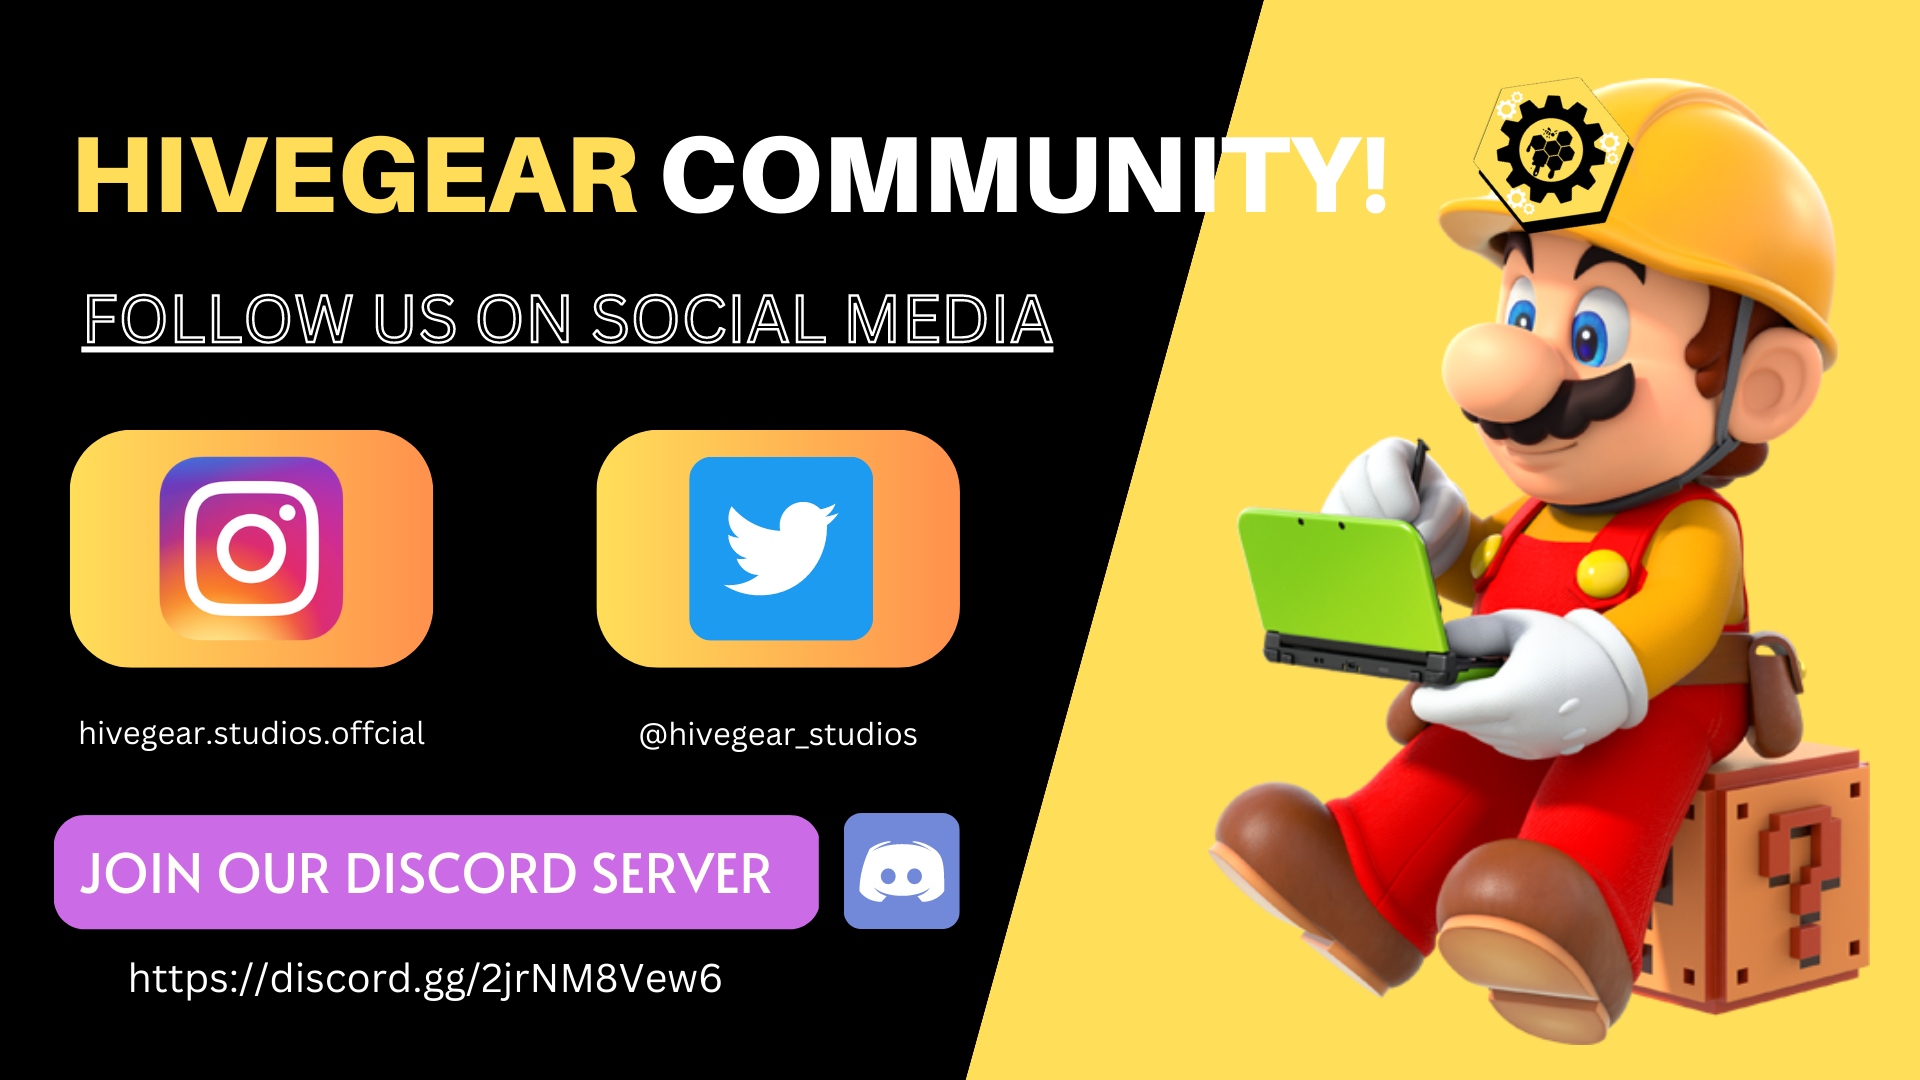 HIVEGEAR COMMUNITY!
FOLLOW US ON SOCIAL MEDIA
hivegear.studios.offcial
@hivegear_studios
JOIN OUR DISCORD SERVER
https://discord.gg/2jrNM8Vew6